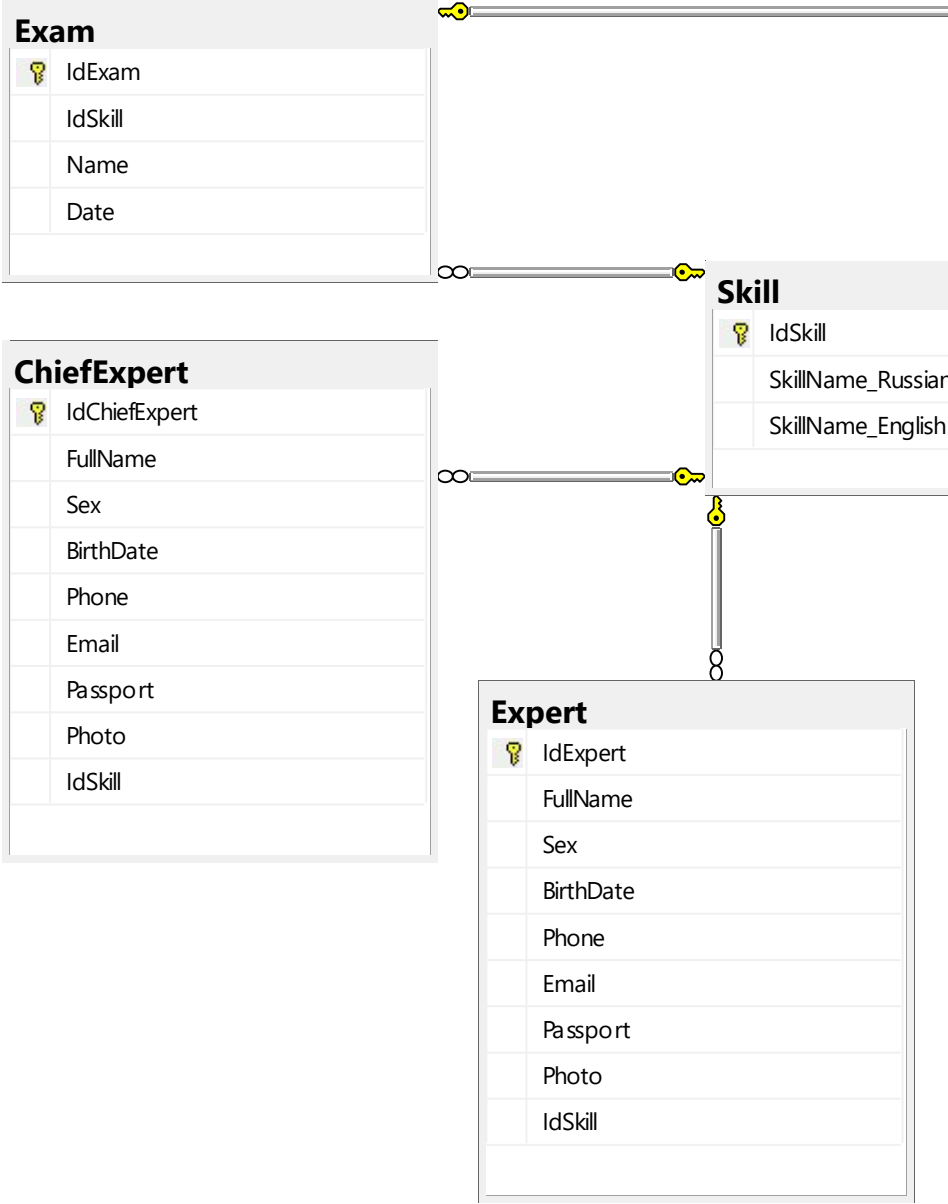 Exam
IdExam
IdSkill
Name
Date
Skill
IdSkill
SkillName_Russian
SkillName_English
ChiefExpert
IdChiefExpert
FullName
Sex
BirthDate
Phone
Email
Passport
Photo
IdSkill
Expert
IdExpert
FullName
Sex
BirthDate
Phone
Email
Passport
Photo
IdSkill